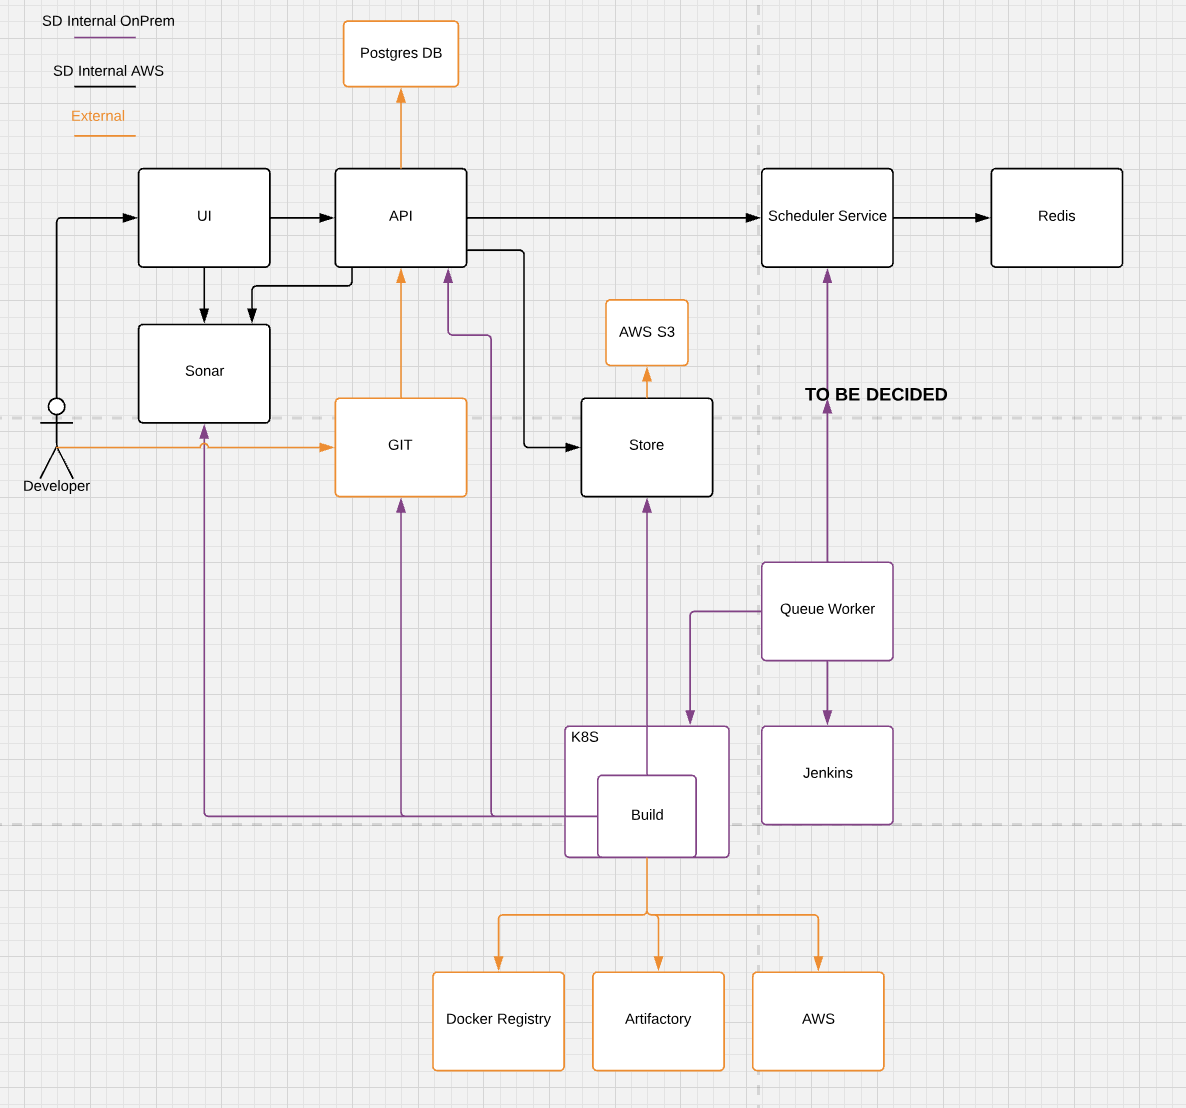 SD Internal OnPrem
SD Internal AWS
External
Postgres DB
UI
API
Scheduler Service
Redis
AWS S3
Sonar
TO BE DECIDED
GIT
Store
Developer
Queue Worker
K8S
Jenkins
Build
Docker Registry
Artifactory
AWS